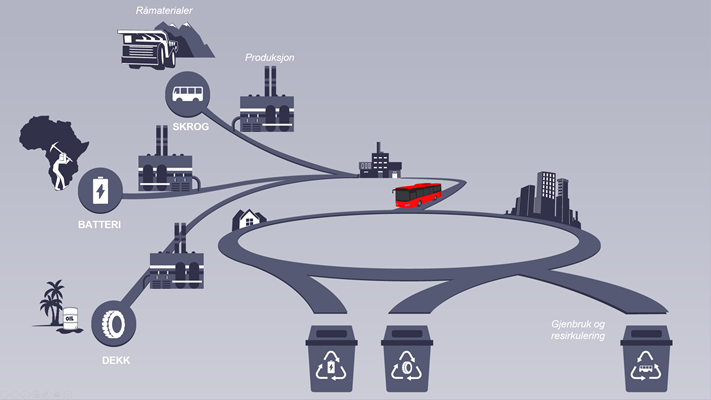 Råmaterialer
Produksjon
SKROG
BATTERI
OIL
DEKK
Gjenbruk og
resirkulering